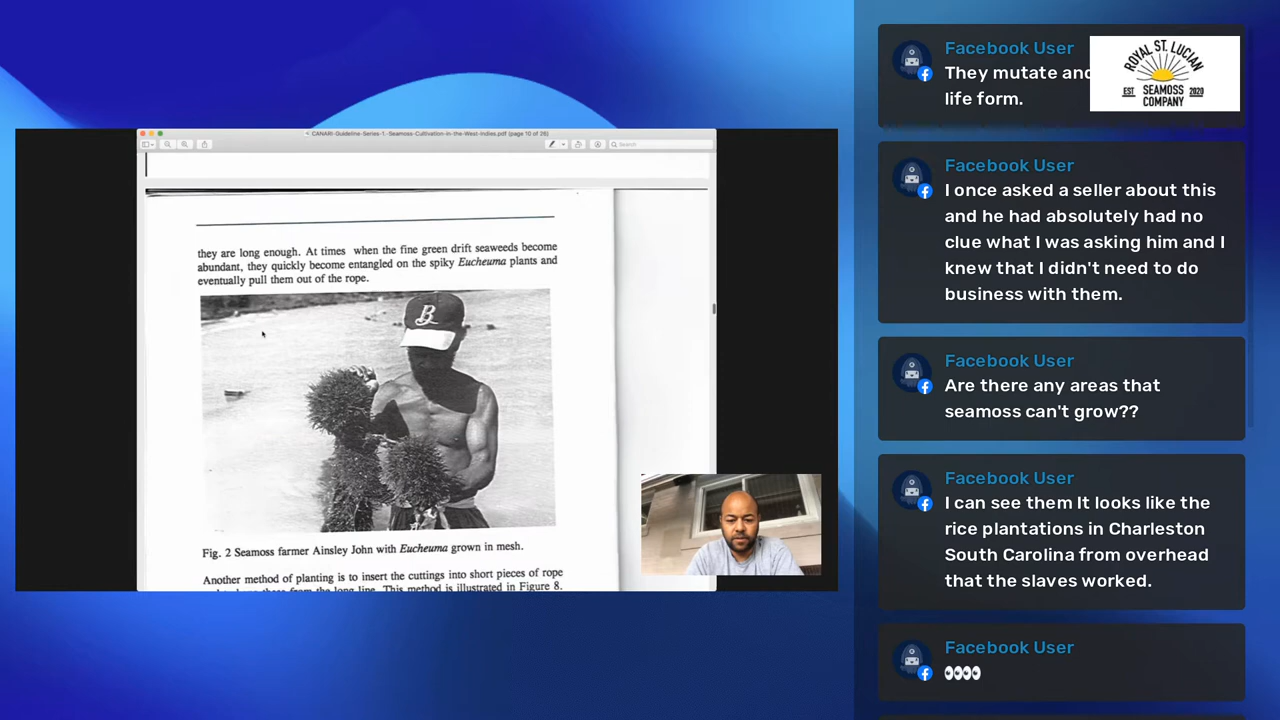 CANARI-Guideline-Series-1.-Seamoss-Cultivation-in-the-West-Indies.pdf (page 10 of 28)
Search
they are long enough. At times when the fine green drift seaweeds become
abundant, they quickly become entangled on the spiky Eucheuma plants and
eventually pull them out of the rope.
B
Fig. 2 Seamoss farmer Ainsley John with Eucheuma grown in mesh.
Another method of planting is to insert the cuttings into short pieces of rope
these from the long line. This method is illustrated in Figure 8.
Facebook User
They mutate and
life form.
ROYAL ST. LUCIAN
EST 2020
SEAMOSS
COMPANY
Facebook User
I once asked a seller about this
and he had absolutely had no
clue what I was asking him and I
knew that I didn't need to do
business with them.
Facebook User
Are there any areas that
seamoss can't grow??
Facebook User
I can see them It looks like the
rice plantations in Charleston
South Carolina from overhead
that the slaves worked.
Facebook User